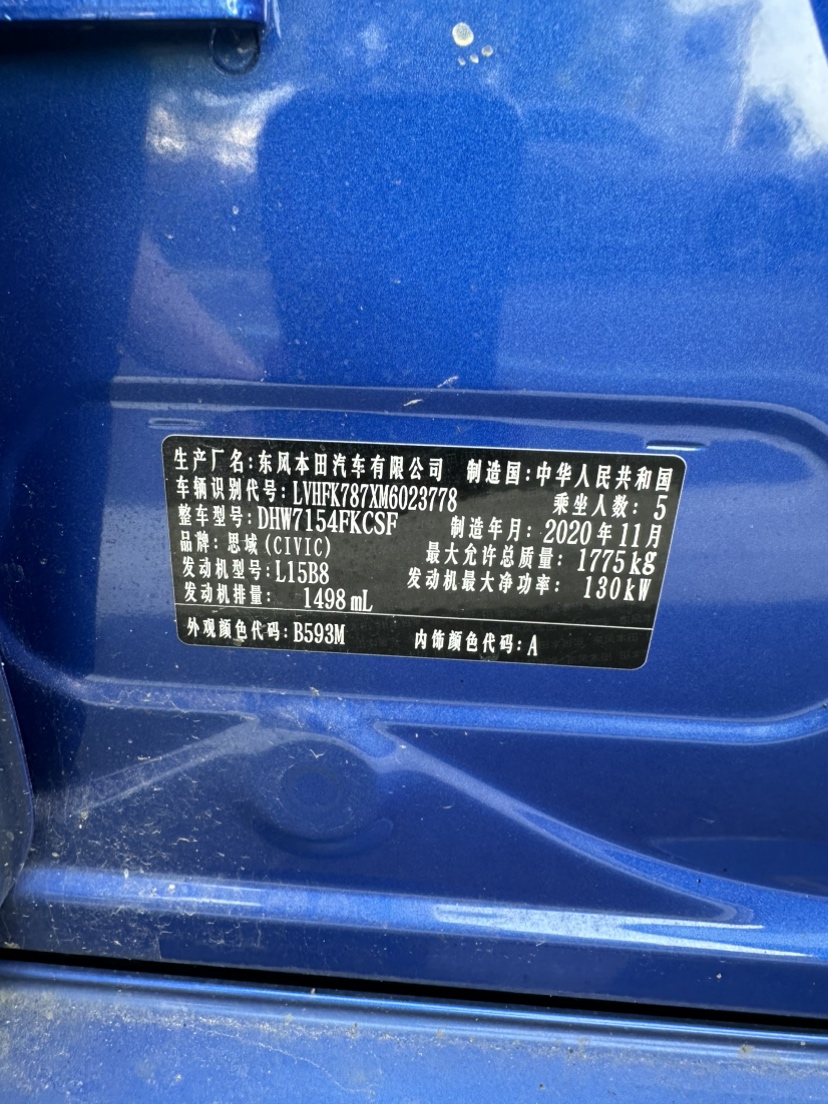 生产厂名:东风本田汽车有限公司 制造国:中华人民共和国
车辆识别代号:LVHFK787XM6023778 乘坐人数: 5
整车型号:DHW7154FKCSF 制造年月: 2020年11月
品牌: 思域(CIVIC) 最大允许总质量: 1775kg
发动机型号:L15B8 发动机最大净功率: 130kW
发动机排量: 1498mL
外观颜色代码:B593M 内饰颜色代码:A